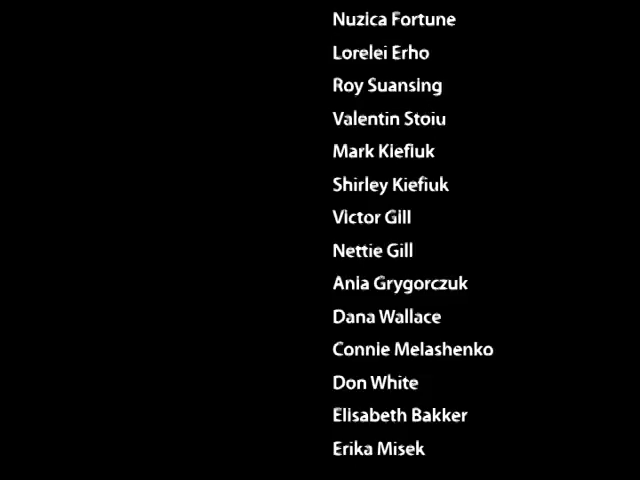 Nuzica Fortune
Lorelei Erho
Roy Suansing
Valentin Stoiu
Mark Kiefiuk
Shirley Kiefiuk
Victor Gill
Nettie Gill
Ania Grygorczuk
Dana Wallace
Connie Melashenko
Don White
Elisabeth Bakker
Erika Misek